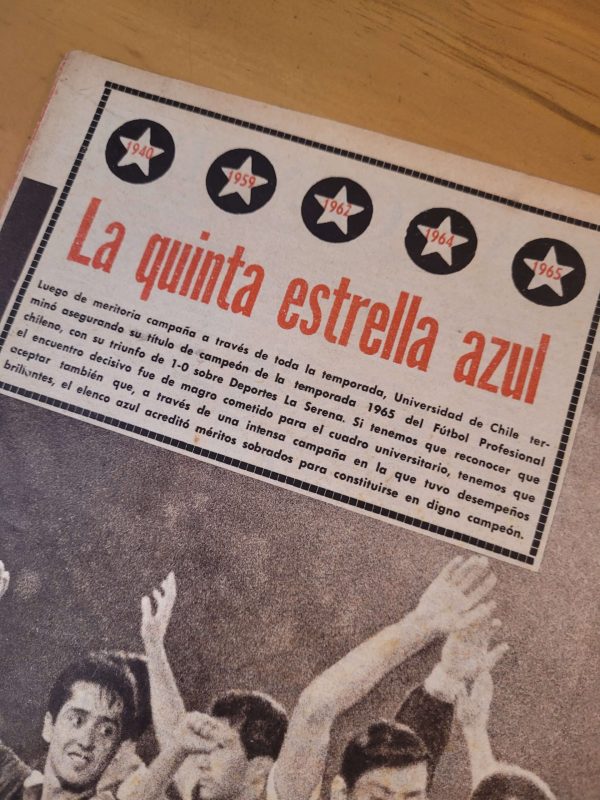 1940 1959 1962 1964 1965
La quinta estrella azul
Luego de meritoria campaña a través de toda la temporada, Universidad de Chile ter-
minó asegurando su título de campeón de la temporada 1965 del Fútbol Profesional
chileno, con su triunfo de 1-0 sobre Deportes La Serena. Si tenemos que reconocer que
el encuentro decisivo fue de magro cometido para el cuadro universitario, tenemos que
aceptar también que, a través de una intensa campaña en la que tuvo desempeños
brillantes, el elenco azul acreditó méritos sobrados para constituirse en digno campeón.